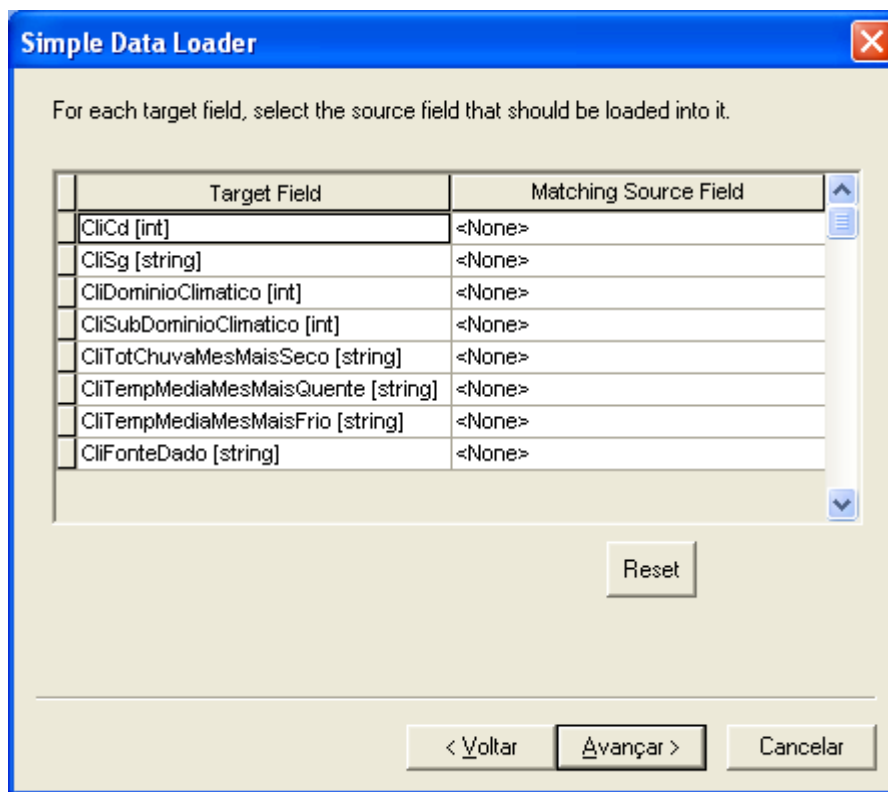 Simple Data Loader
For each target field, select the source field that should be loaded into it.
Target Field Matching Source Field
CliCd [int] <None>
CliSg [string] <None>
CliDominioClimatico [int] <None>
CliSubDominioClimatico [int] <None>
CliTotChuvaMesMaisSeco [string] <None>
CliTempMediaMesMaisQuente [string] <None>
CliTempMediaMesMaisFrio [string] <None>
CliFonteDado [string] <None>
Reset
< Voltar Avançar > Cancelar